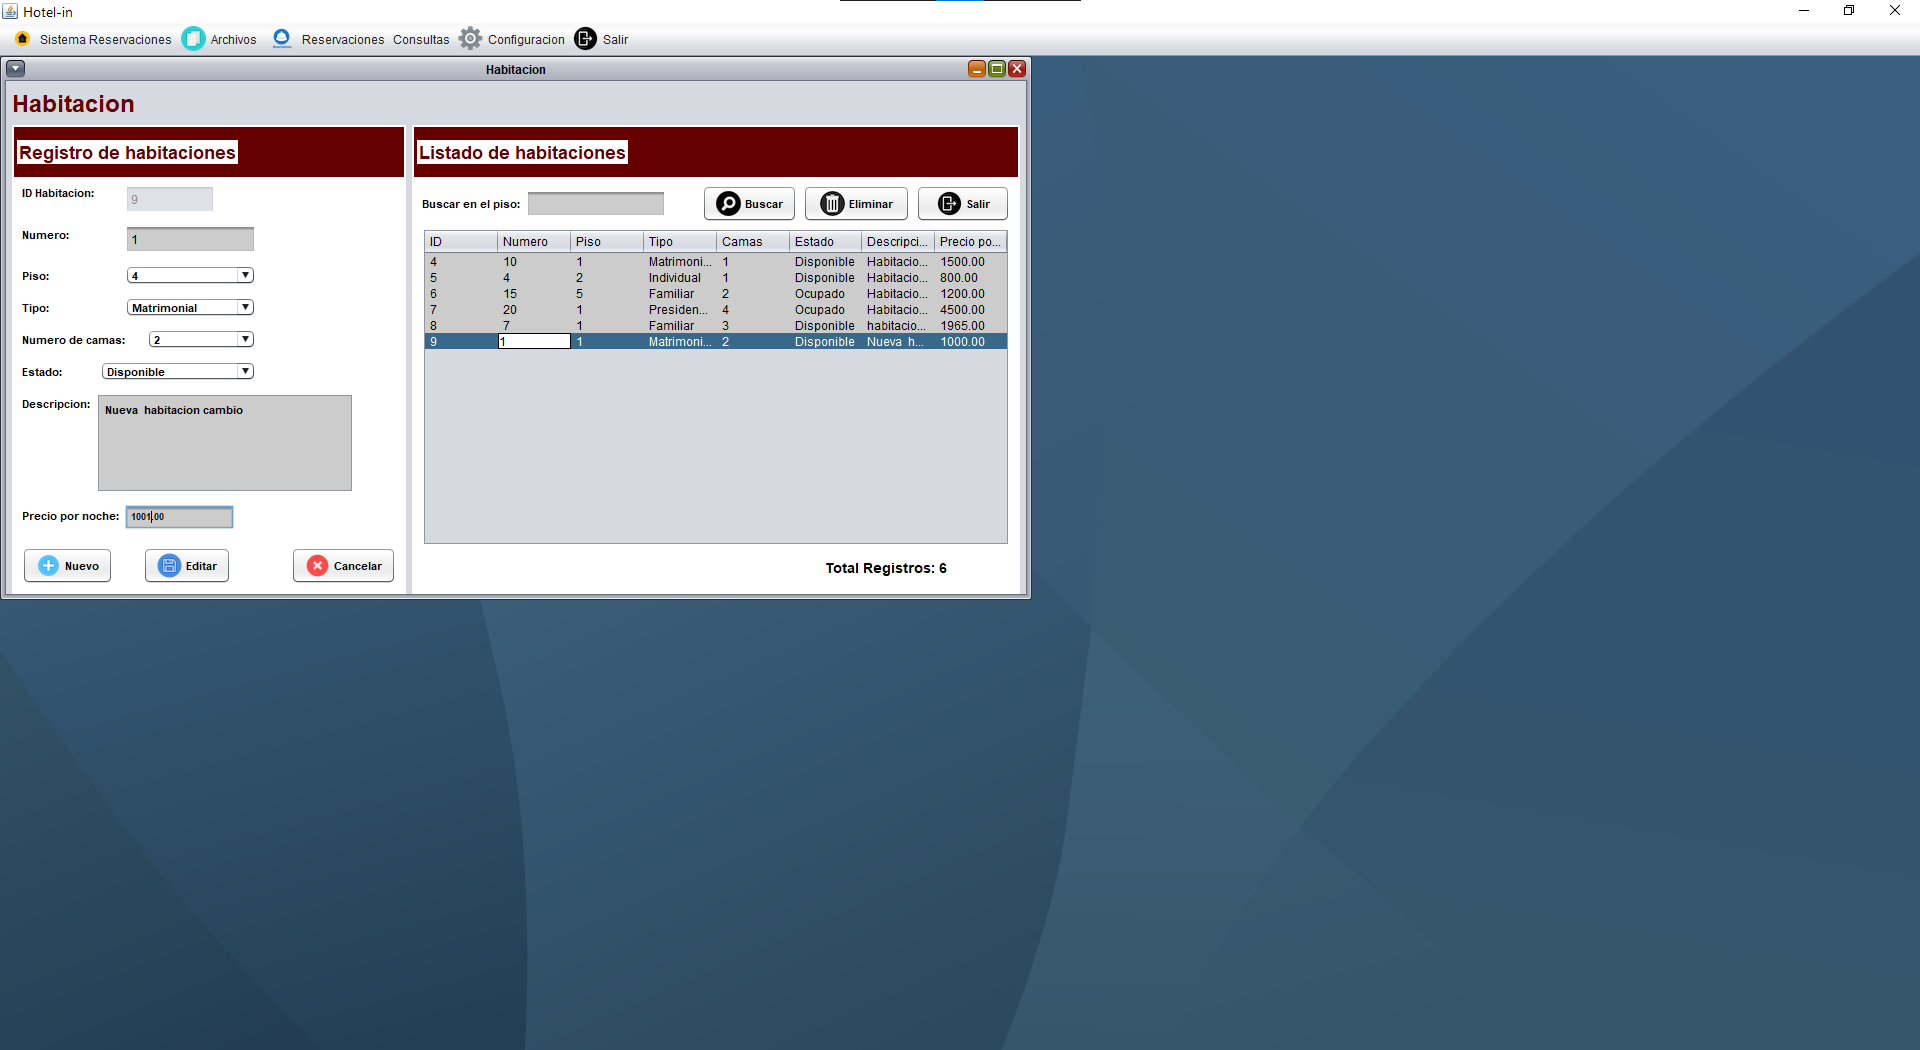 Hotel-in
Sistema Reservaciones Archivos Reservaciones Consultas Configuracion Salir
Habitacion
Habitacion
Registro de habitaciones
ID Habitacion: 9
Numero: 1
Piso: 4
Tipo: Matrimonial
Numero de camas: 2
Estado: Disponible
Descripcion: Nueva  habitacion cambio
Precio por noche: 1001.00
Nuevo Editar Cancelar
Listado de habitaciones
Buscar en el piso: Buscar Eliminar Salir
ID Numero Piso Tipo Camas Estado Descripci... Precio po...
4 10 1 Matrimoni... 1 Disponible Habitacio... 1500.00
5 4 2 Individual 1 Disponible Habitacio... 800.00
6 15 5 Familiar 2 Ocupado Habitacio... 1200.00
7 20 1 Presiden... 4 Ocupado Habitacio... 4500.00
8 7 1 Familiar 3 Disponible habitacio... 1965.00
9 1 1 Matrimoni... 2 Disponible Nueva  h... 1000.00
Total Registros: 6